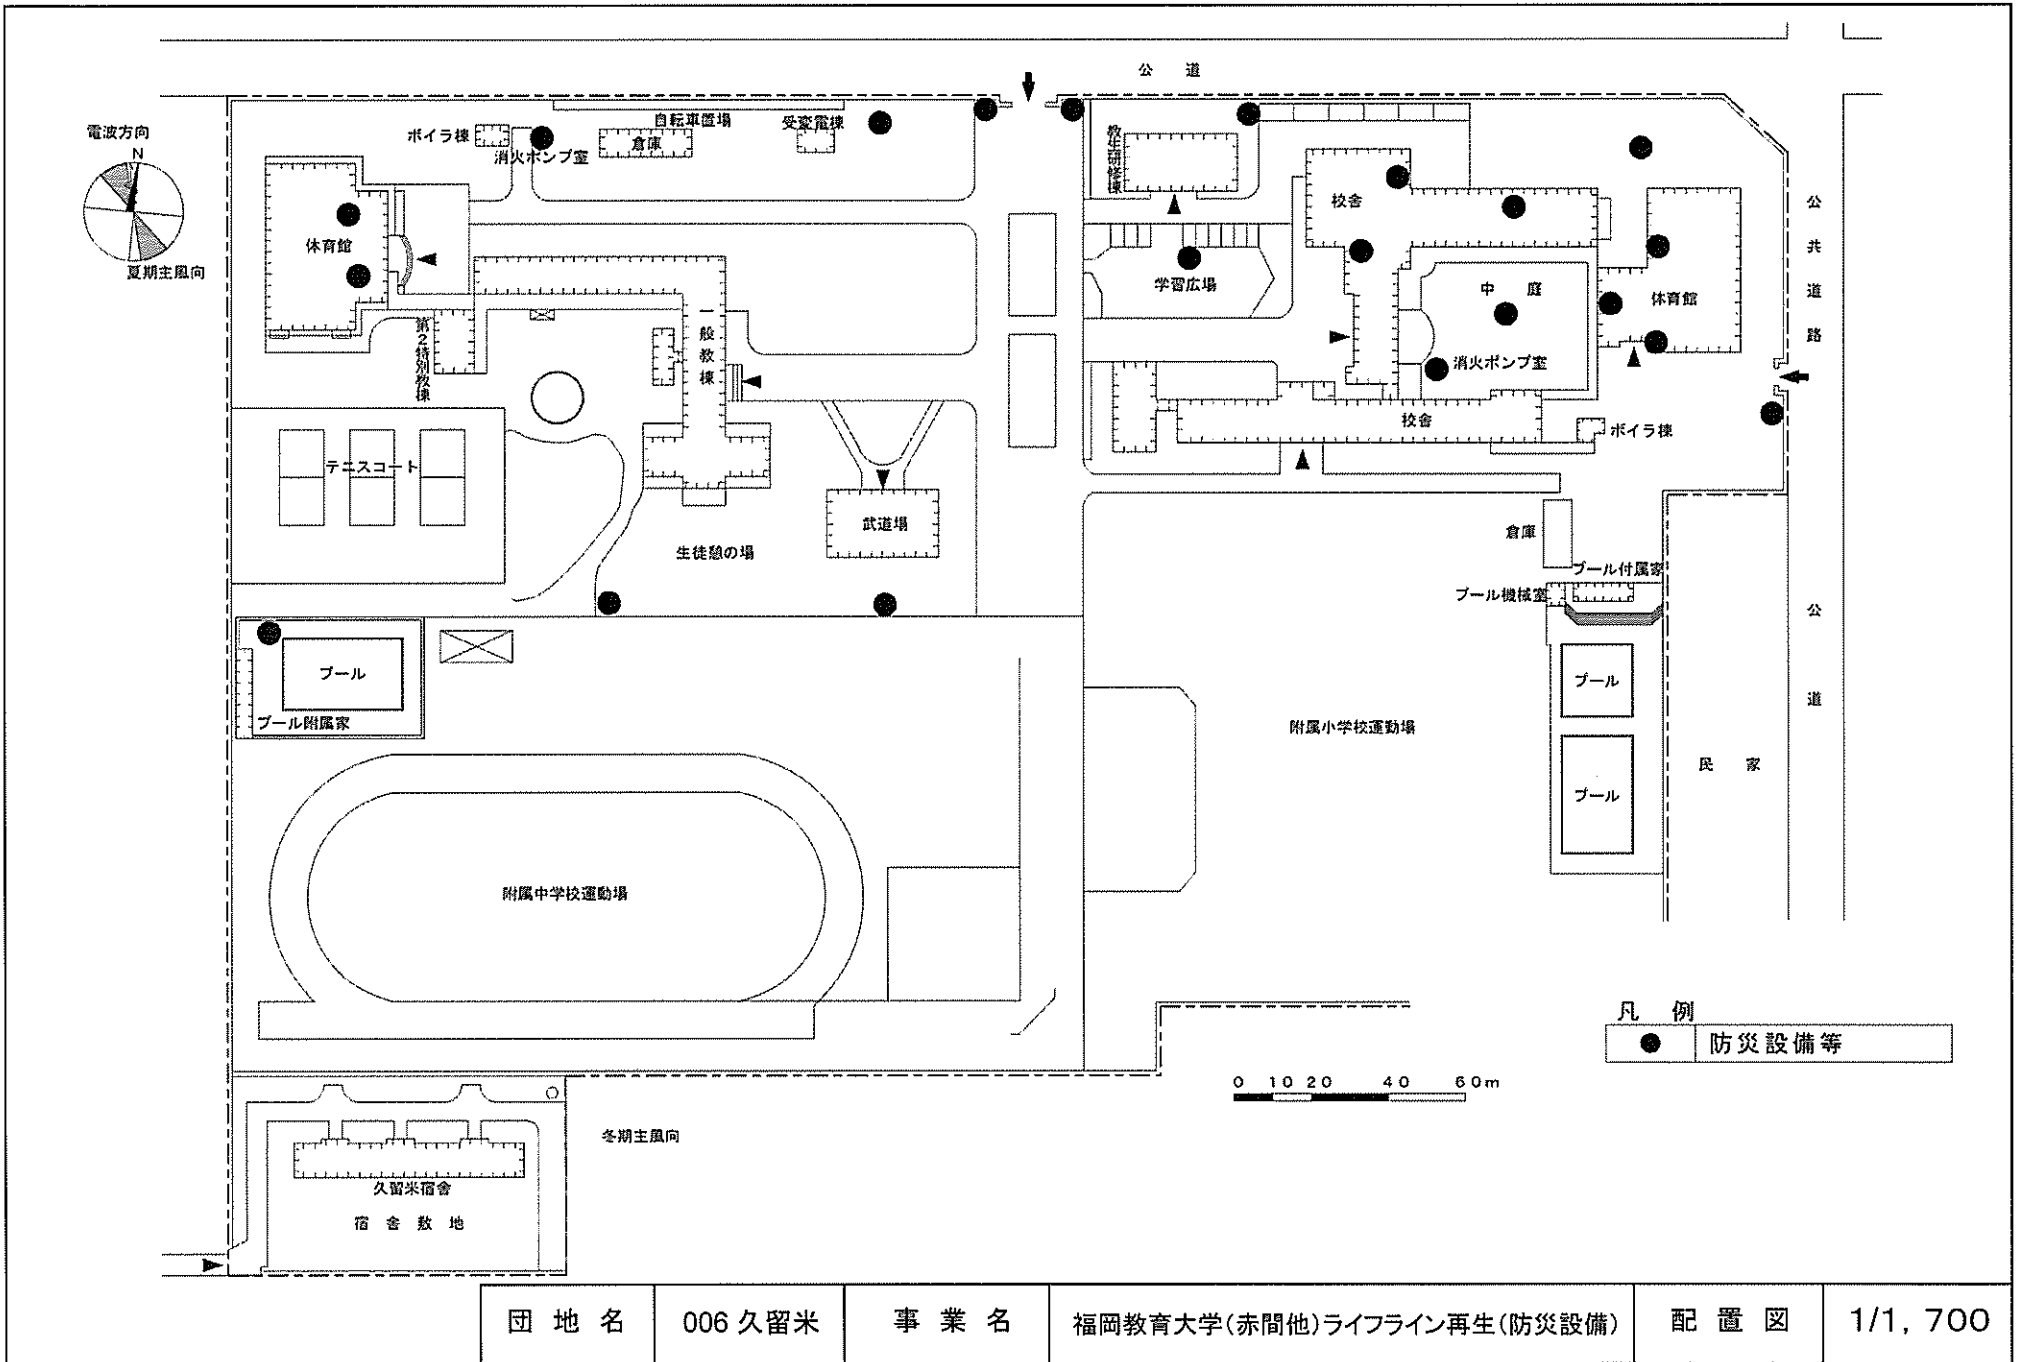 公道
電波方向
N
夏期主風向
ボイラ棟
消火ポンプ室
自転車置場
倉庫
受変電棟
体育館
第2特別教棟
一般教棟
テニスコート
武道場
生徒憩の場
教生研修棟
校舎
学習広場
中庭
体育館
消火ポンプ室
校舎
ボイラ棟
公共道路
倉庫
プール付属家
プール機械室
公道
プール
プール附属家
プール
附属小学校運動場
民家
プール
附属中学校運動場
凡例
防災設備等
0 10 20 40 60m
冬期主風向
久留米宿舎
宿舎敷地
団地名 006 久留米 事業名 福岡教育大学(赤間他)ライフライン再生(防災設備) 配置図 1/1,700